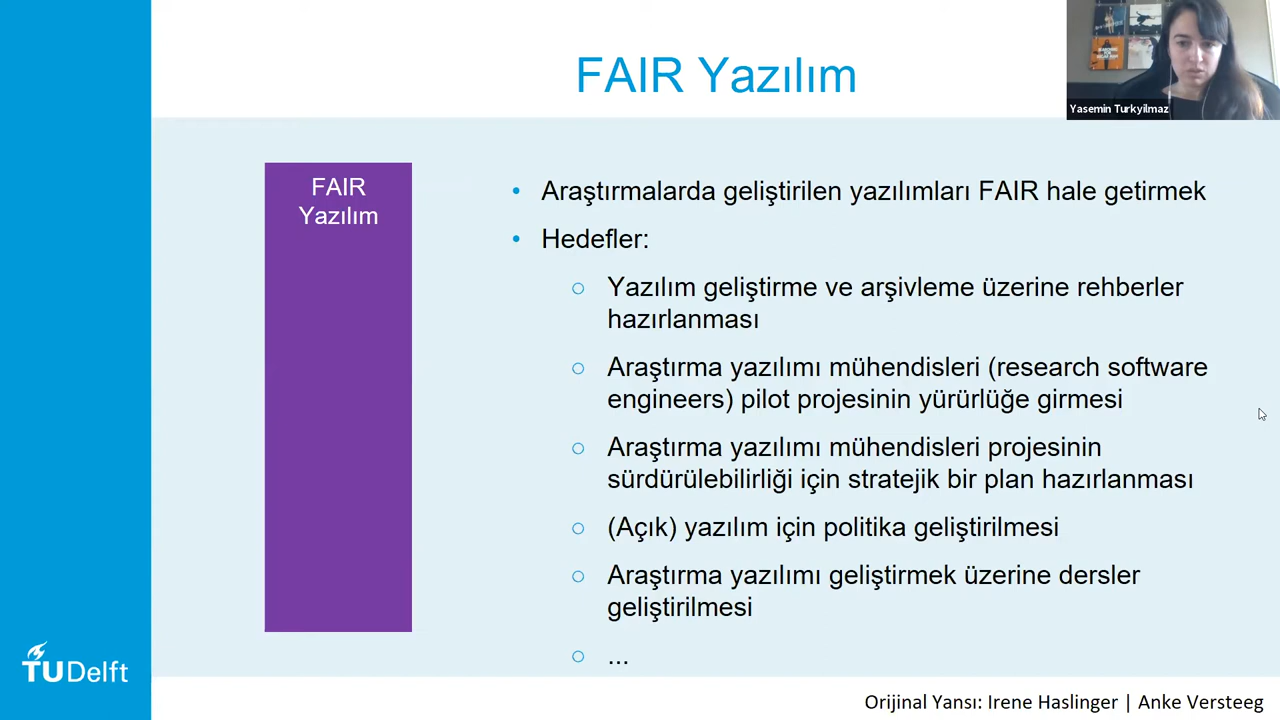 FAIR Yazılım
Yasemin Turkyilmaz
FAIR
Yazılım
• Araştırmalarda geliştirilen yazılımları FAIR hale getirmek
• Hedefler:
○ Yazılım geliştirme ve arşivleme üzerine rehberler
hazırlanması
○ Araştırma yazılımı mühendisleri (research software
engineers) pilot projesinin yürürlüğe girmesi
○ Araştırma yazılımı mühendisleri projesinin
sürdürülebilirliği için stratejik bir plan hazırlanması
○ (Açık) yazılım için politika geliştirilmesi
○ Araştırma yazılımı geliştirmek üzerine dersler
geliştirilmesi
○ ...
TUDelft
Orijinal Yansı: Irene Haslinger | Anke Versteeg